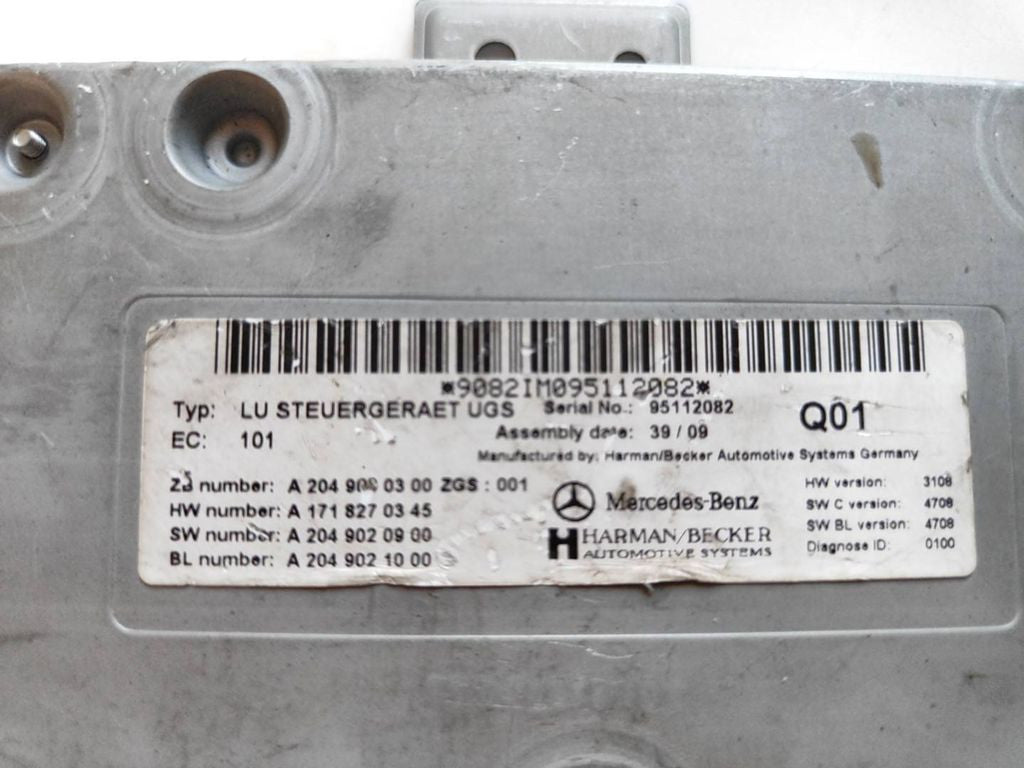 *9082IM095112082*
Typ: LU STEUERGERAET UGS Serial No.: 95112082 Q01
EC: 101 Assembly date: 39 / 09
Manufactured by: Harman/Becker Automotive Systems Germany
number: A 204 0300 ZGS : 001
HW number: A 171 827 03 45
SW number: A 204 902 09 00
BL number: A 204 902 10 00
Mercedes-Benz
HARMAN/BECKER
AUTOMOTIVE SYSTEMS
HW version: 3108
SW C version: 4708
SW BL version: 4708
Diagnose ID: 0100